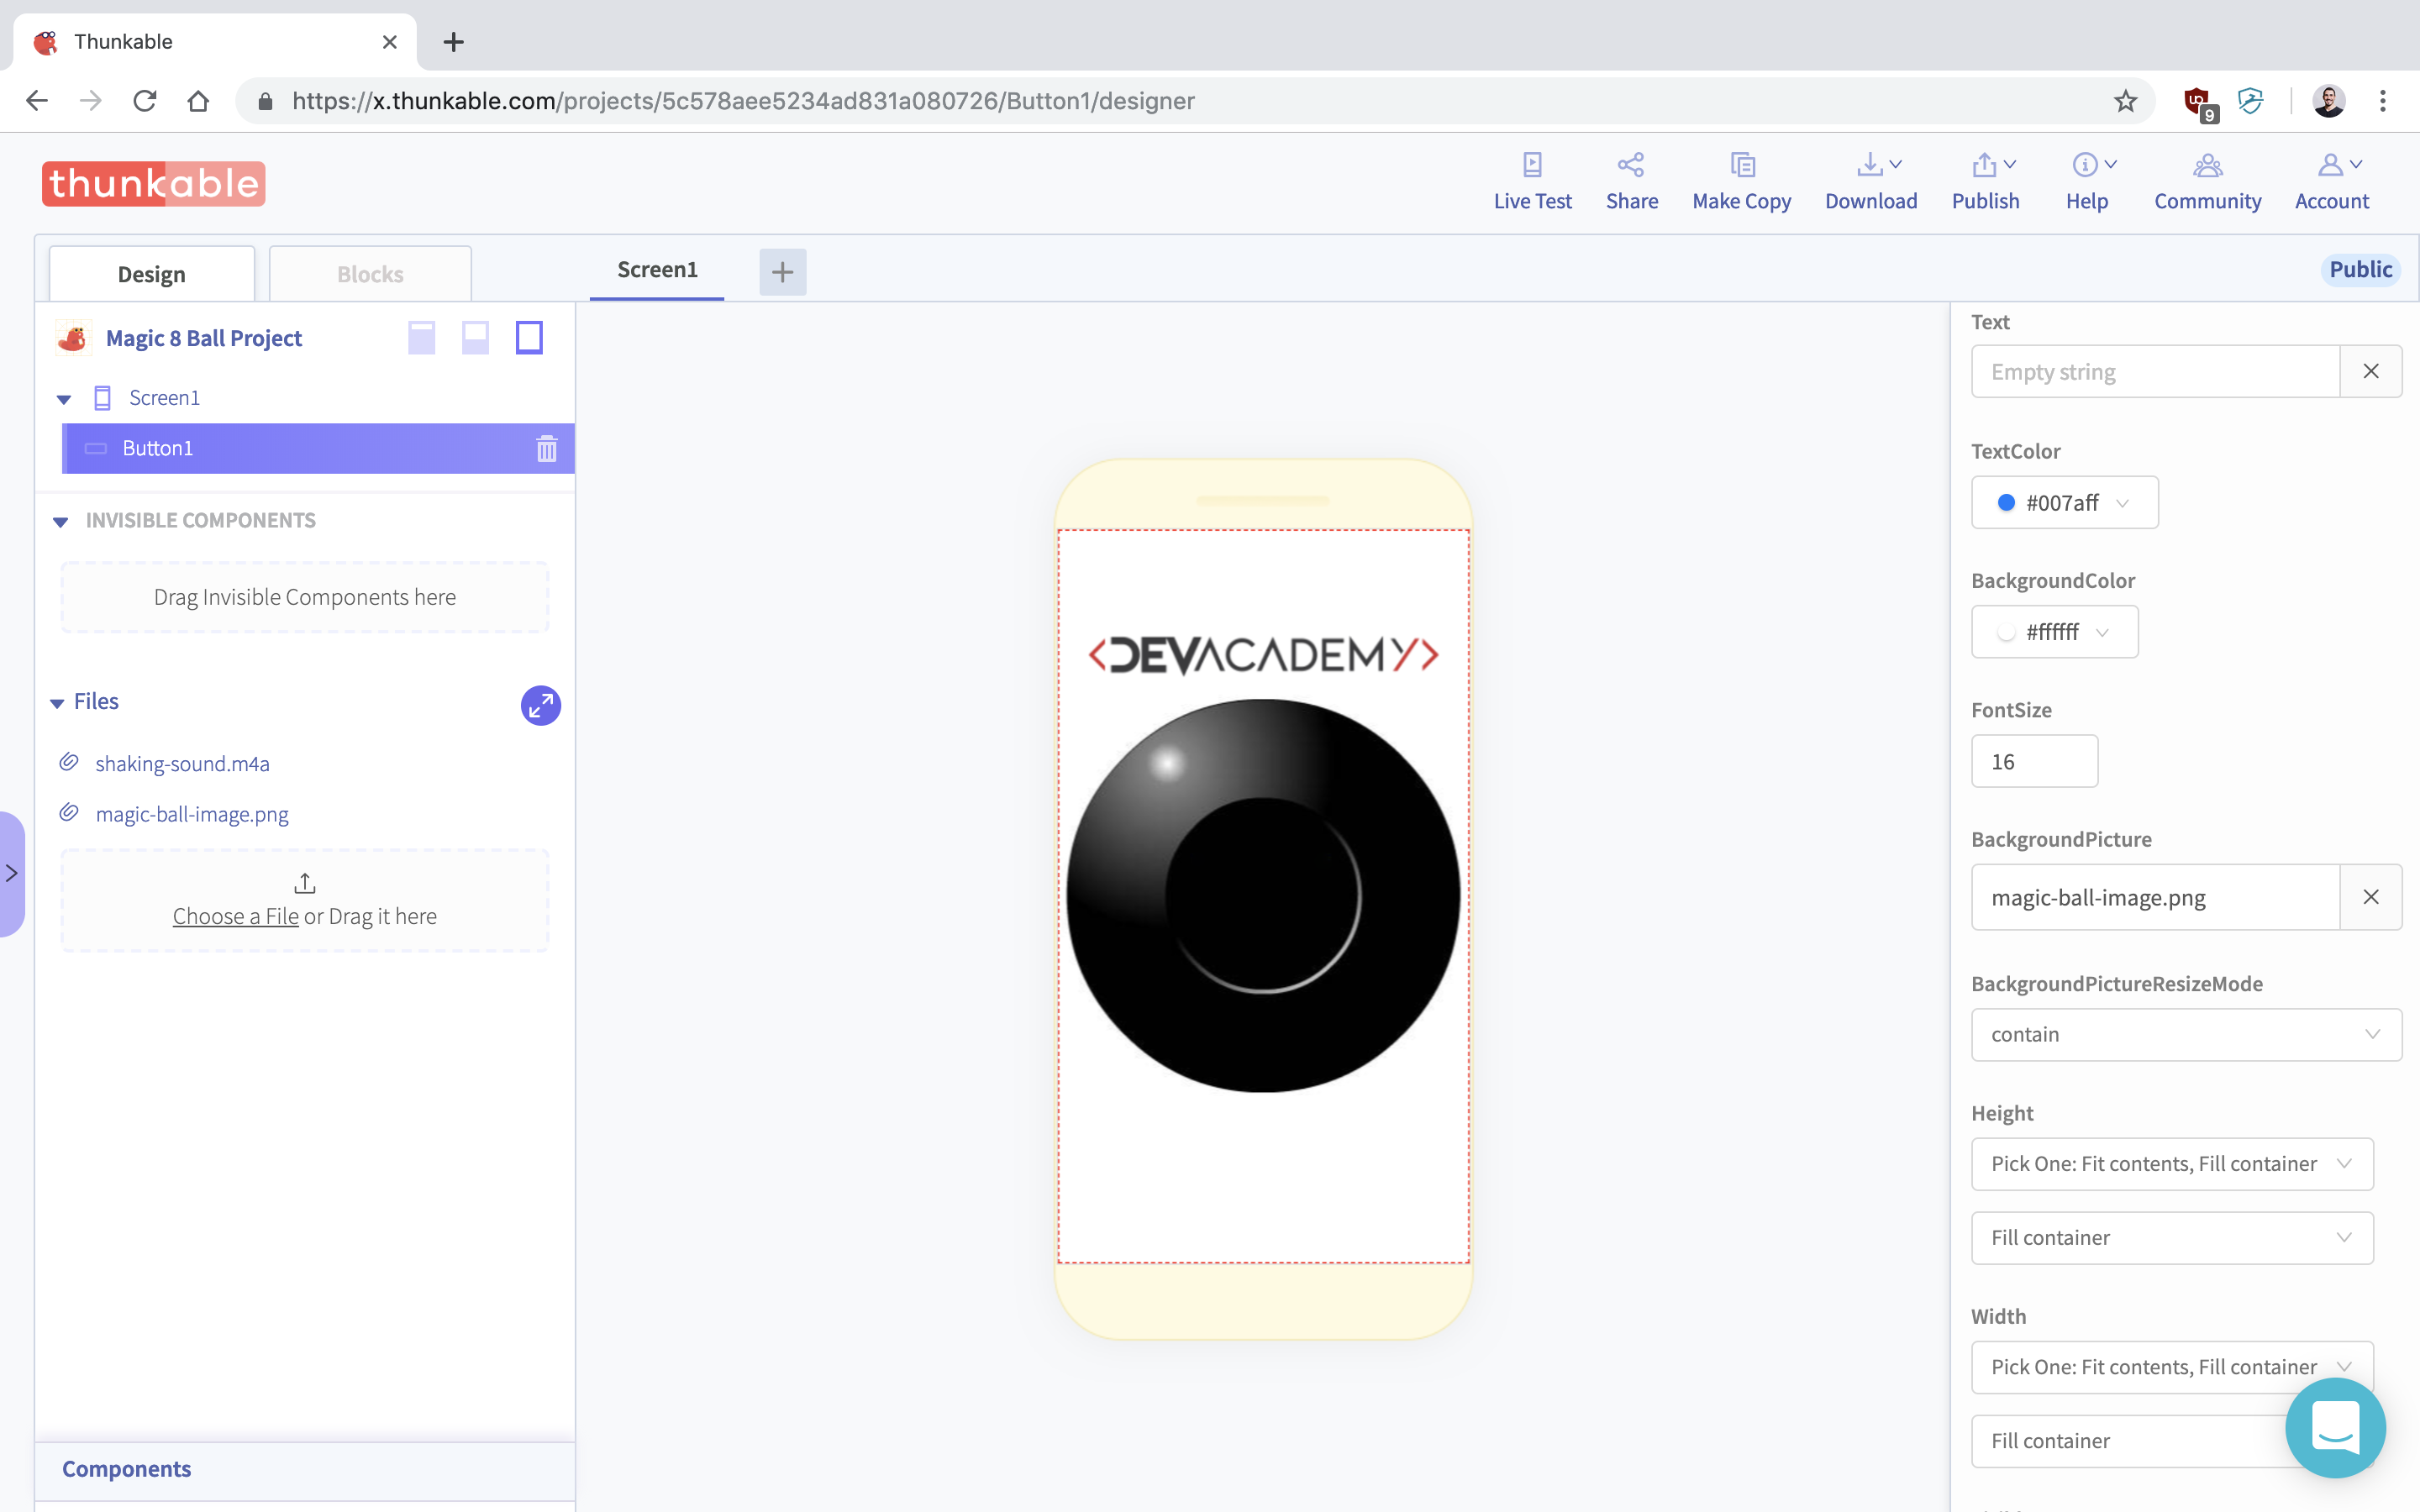 Thunkable
https://x.thunkable.com/projects/5c578aee5234ad831a080726/Button1/designer
9
thunkable
Live Test
Share
Make Copy
Download
Publish
Help
Community
Account
Design
Blocks
Screen1
Public
Magic 8 Ball Project
Screen1
Button1
INVISIBLE COMPONENTS
Drag Invisible Components here
Files
shaking-sound.m4a
magic-ball-image.png
Choose a File or Drag it here
Components
<DEVACADEMY/>
Text
Empty string
TextColor
#007aff
BackgroundColor
#ffffff
FontSize
16
BackgroundPicture
magic-ball-image.png
BackgroundPictureResizeMode
contain
Height
Pick One: Fit contents, Fill container
Fill container
Width
Pick One: Fit contents, Fill container
Fill container